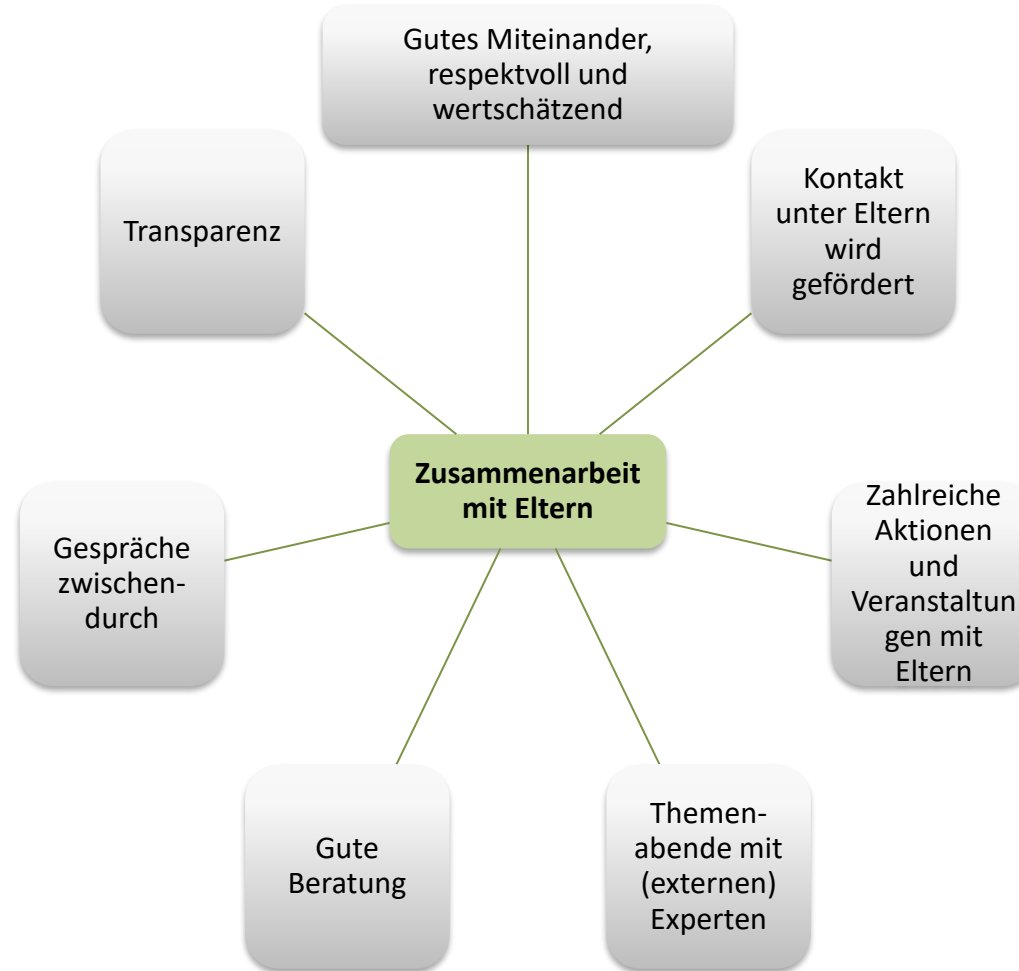 Gutes Miteinander,
respektvoll und
wertschätzend
Kontakt
unter Eltern
wird
gefördert
Zahlreiche
Aktionen
und
Veranstaltun
gen mit
Eltern
Themen-
abende mit
(externen)
Experten
Gute
Beratung
Gespräche
zwischen-
durch
Transparenz
Zusammenarbeit
mit Eltern